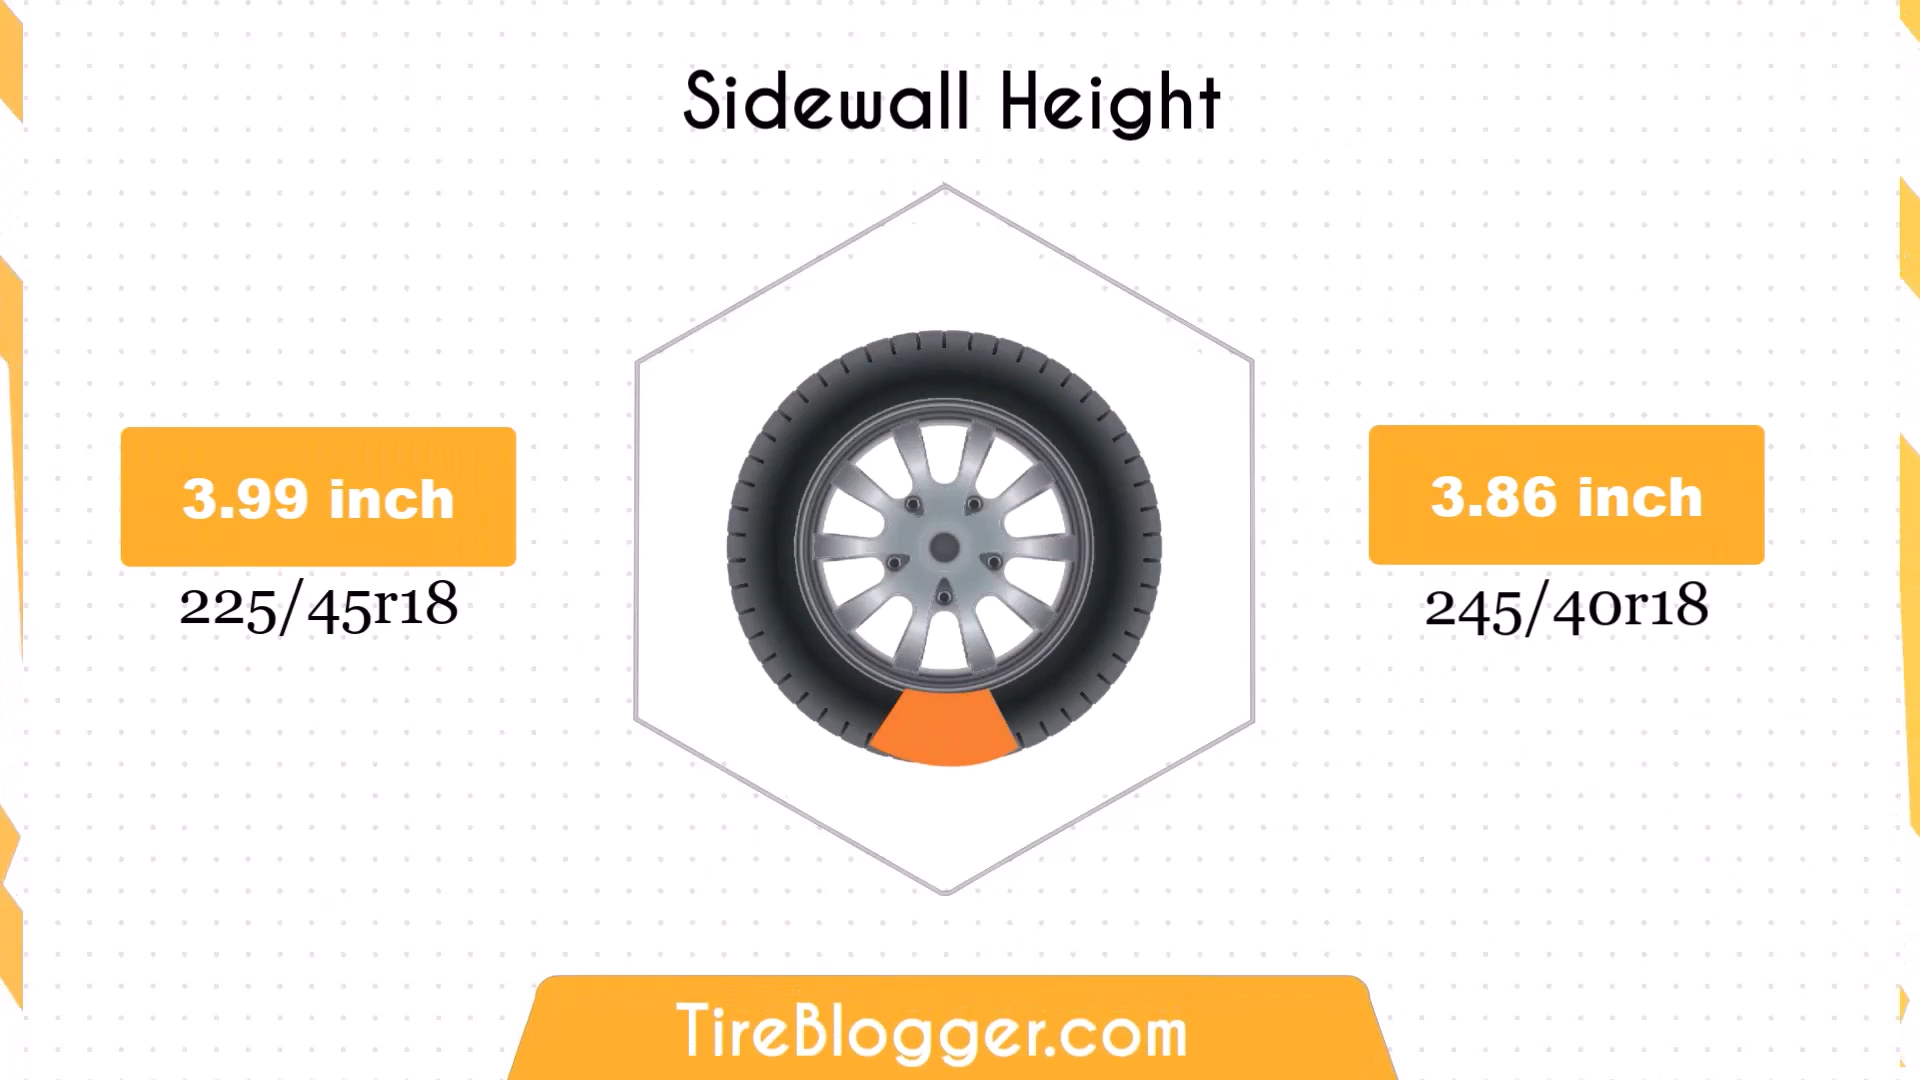 Sidewall Height
3.99 inch
225/45r18
3.86 inch
245/40r18
TireBlogger.com